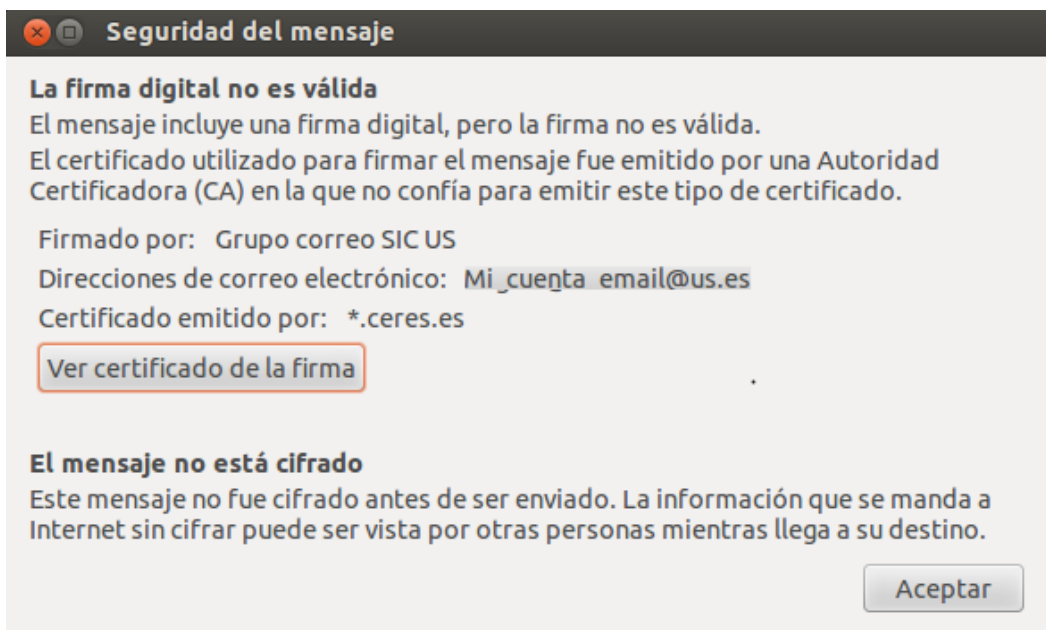 Seguridad del mensaje
La firma digital no es válida
El mensaje incluye una firma digital, pero la firma no es válida.
El certificado utilizado para firmar el mensaje fue emitido por una Autoridad
Certificadora (CA) en la que no confía para emitir este tipo de certificado.
Firmado por: Grupo correo SIC US
Direcciones de correo electrónico: Mi_cuenta_email@us.es
Certificado emitido por: *.ceres.es
Ver certificado de la firma
El mensaje no está cifrado
Este mensaje no fue cifrado antes de ser enviado. La información que se manda a
Internet sin cifrar puede ser vista por otras personas mientras llega a su destino.
Aceptar